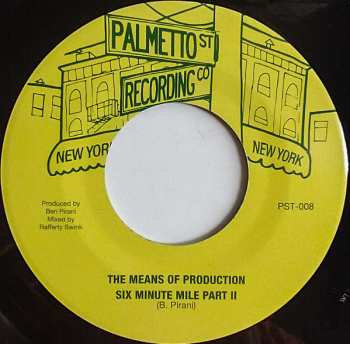 PALMETTO ST
RECORDING CO
NEW YORK
NEW YORK
Produced by
Ben Pirani
Mixed by
Rafferty Swink
PST-008
THE MEANS OF PRODUCTION
SIX MINUTE MILE PART II
(B. Pirani)